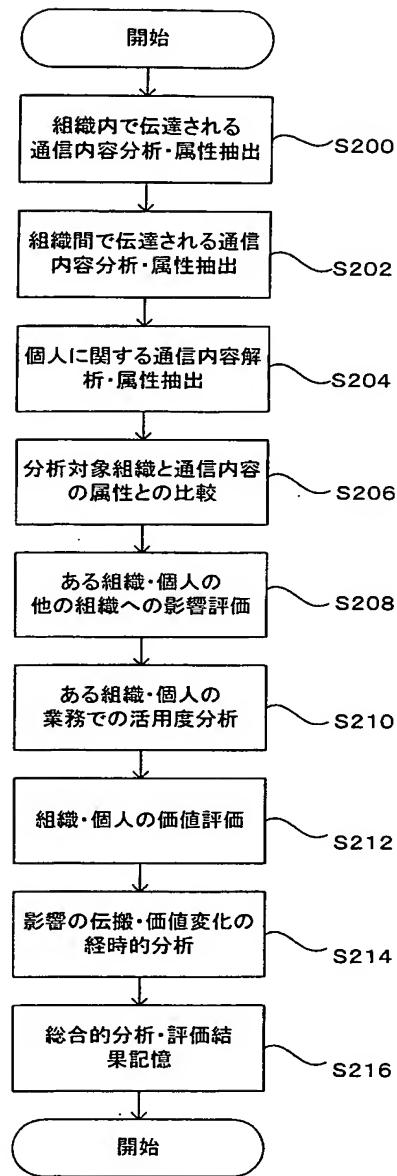 開始
組織内で伝達される
通信内容分析・属性抽出
S200
組織間で伝達される通信
内容分析・属性抽出
S202
個人に関する通信内容解
析・属性抽出
S204
分析対象組織と通信内容
の属性との比較
S206
ある組織・個人の
他の組織への影響評価
S208
ある組織・個人の
業務での活用度分析
S210
組織・個人の価値評価
S212
影響の伝搬・価値変化の
経時的分析
S214
総合的分析・評価結
果記憶
S216
開始